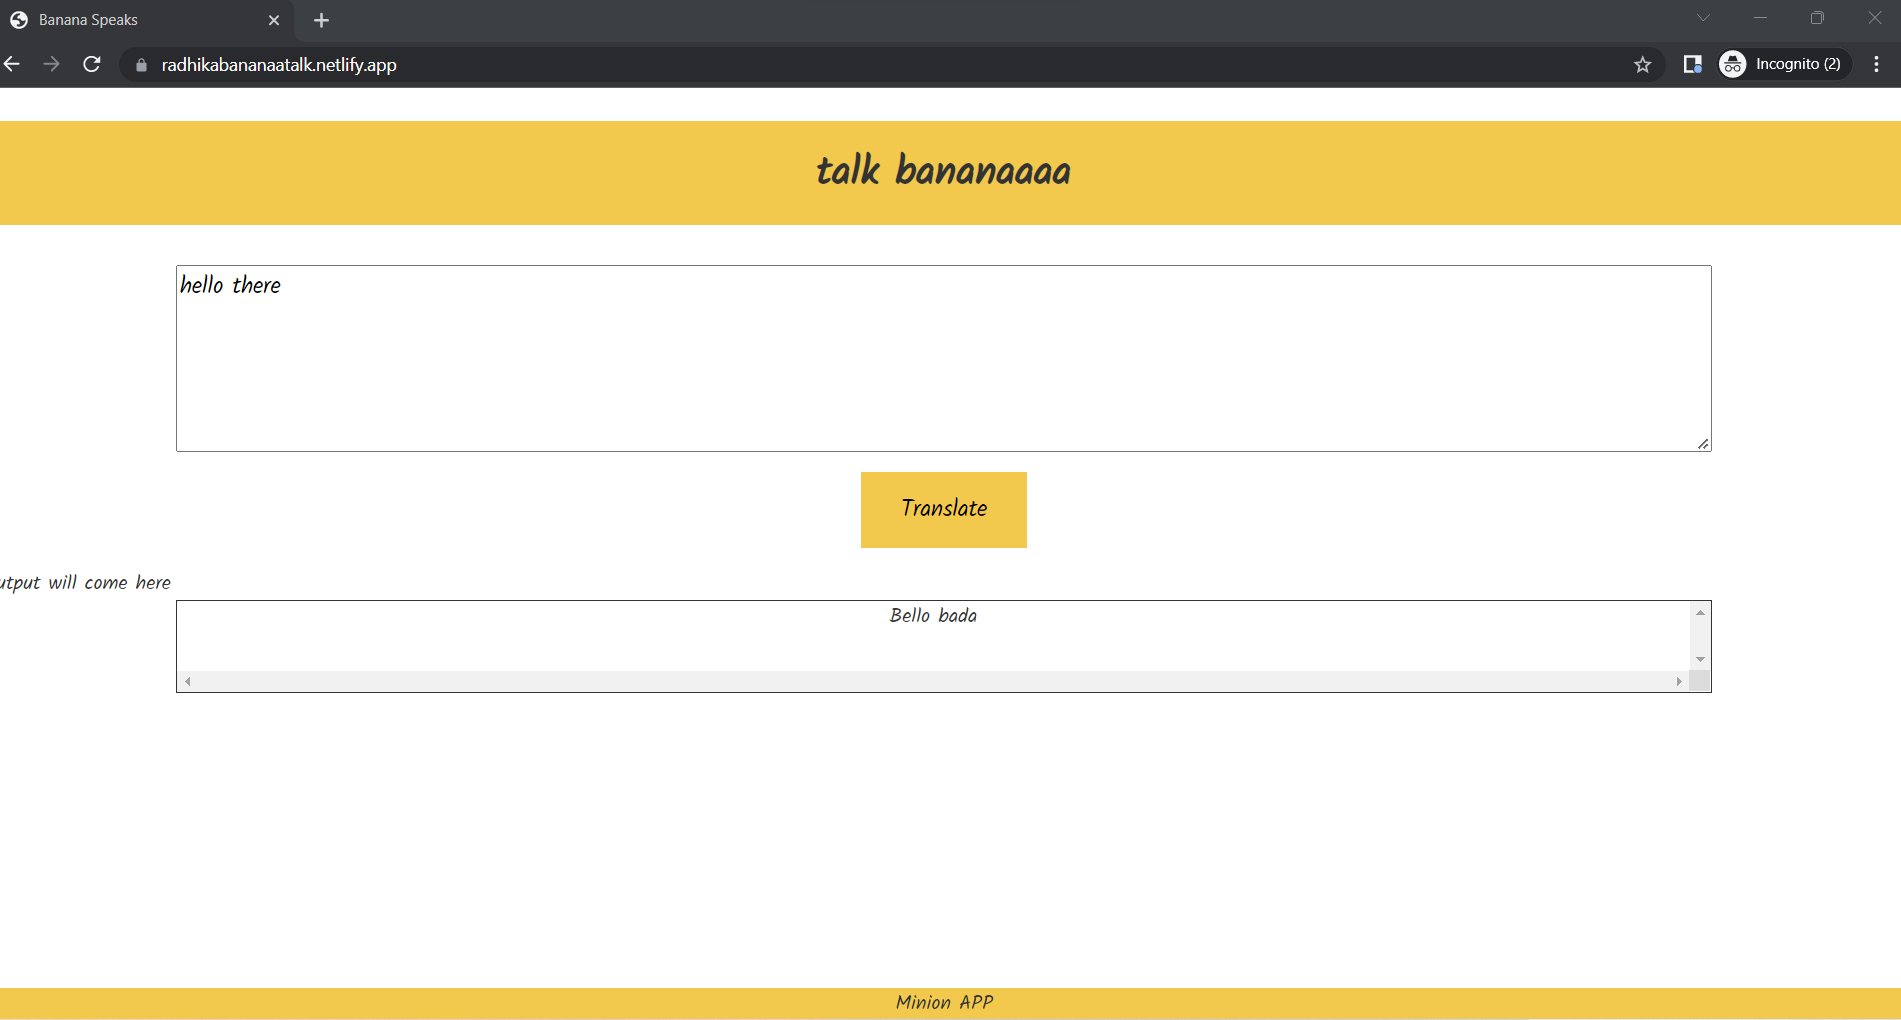 Banana Speaks
radhikabananaatalk.netlify.app
Incognito (2)
talk bananaaaa
hello there
Translate
utput will come here
Bello bada
Minion APP